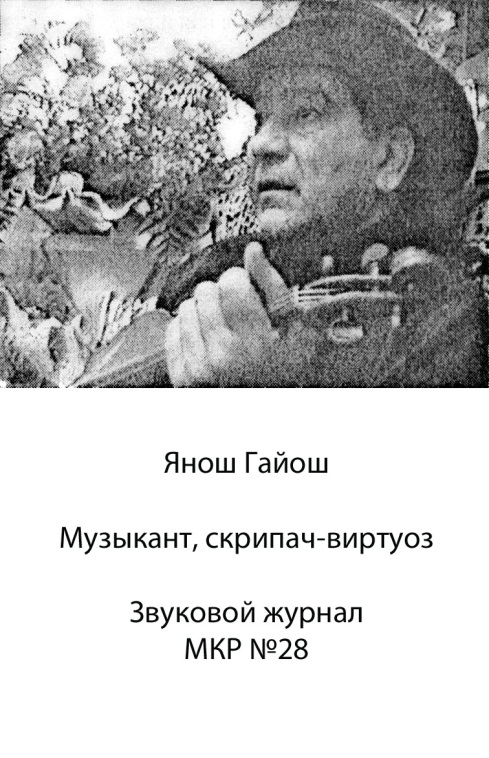 Янош Гайош
Музыкант, скрипач-виртуоз
Звуковой журнал
МКР №28